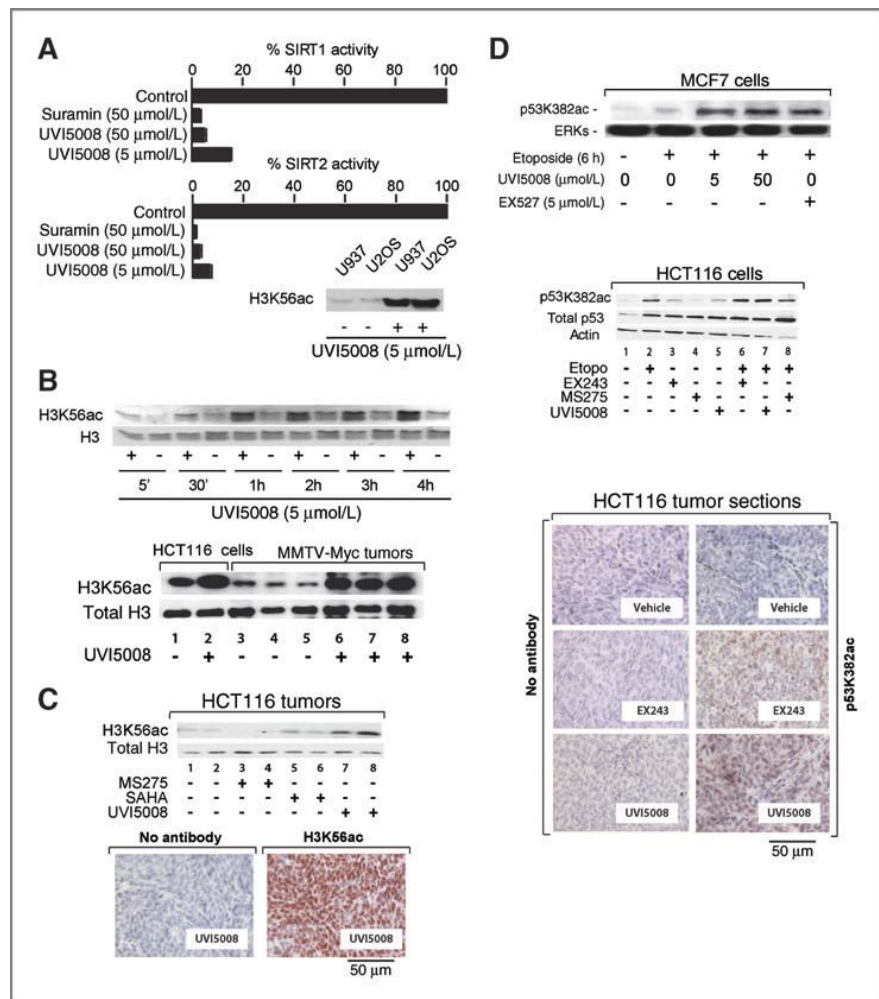 A
% SIRT1 activity
0 20 40 60 80 100
Control
Suramin (50 µmol/L)
UVI5008 (50 µmol/L)
UVI5008 (5 µmol/L)
% SIRT2 activity
0 20 40 60 80 100
Control
Suramin (50 µmol/L)
UVI5008 (50 µmol/L)
UVI5008 (5 µmol/L)
U937 U2OS U937 U2OS
H3K56ac
- - + +
UVI5008 (5 µmol/L)
B
H3K56ac
H3
+ - + - + - + - + - + -
5' 30' 1h 2h 3h 4h
UVI5008 (5 µmol/L)
HCT116 cells MMTV-Myc tumors
H3K56ac
Total H3
1 2 3 4 5 6 7 8
UVI5008 - + - - - + + +
C
HCT116 tumors
H3K56ac
Total H3
1 2 3 4 5 6 7 8
MS275 - - + + - - - -
SAHA - - - - + + - -
UVI5008 - - - - - - + +
No antibody H3K56ac
UVI5008 UVI5008
50 µm
D
MCF7 cells
p53K382ac -
ERKs -
Etoposide (6 h) - + + + +
UVI5008 (µmol/L) 0 0 5 50 0
EX527 (5 µmol/L) - - - - +
HCT116 cells
p53K382ac
Total p53
Actin
1 2 3 4 5 6 7 8
Etopo - + - - - + + +
EX243 - - + - - + - -
MS275 - - - + - - - +
UVI5008 - - - - + - + -
HCT116 tumor sections
No antibody
p53K382ac
Vehicle Vehicle
EX243 EX243
UVI5008 UVI5008
50 µm